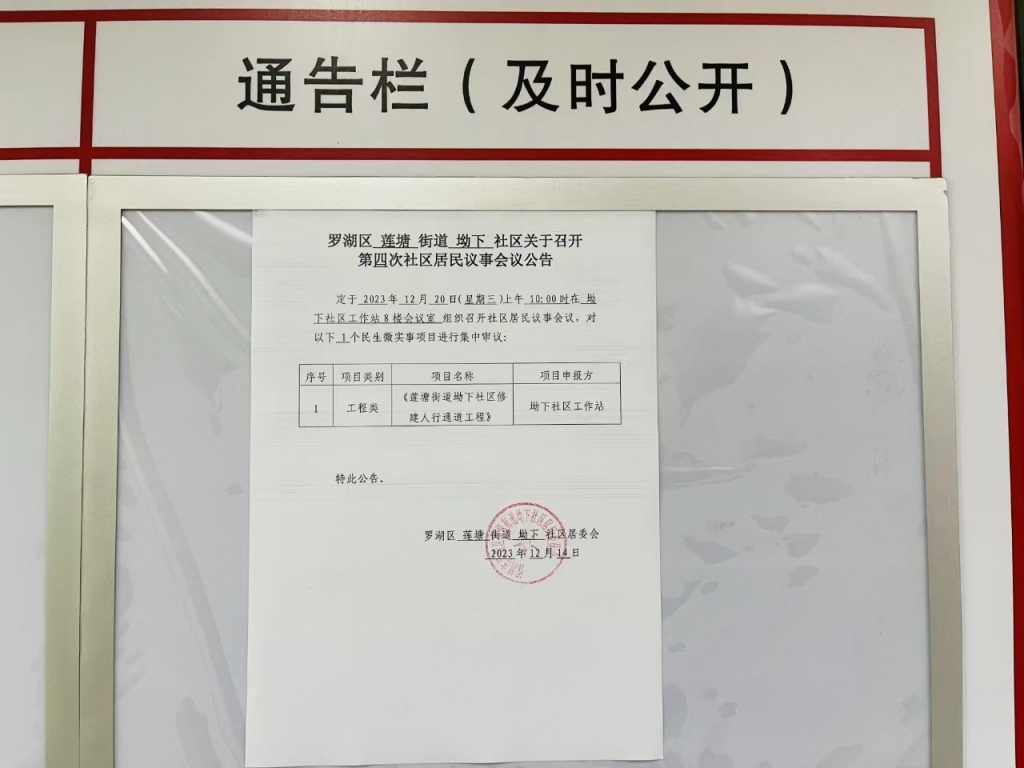 通告栏（及时公开）
罗湖区 莲塘 街道 坳下 社区关于召开
第四次社区居民议事会议公告
定于 2023 年 12 月 20 日(星期三)上午 10:00 时在 坳
下社区工作站 8 楼会议室 组织召开社区居民议事会议，对
以下 1 个民生微实事项目进行集中审议：
序号 项目类别 项目名称 项目申报方
1 工程类 《莲塘街道坳下社区修建人行通道工程》 坳下社区工作站
特此公告。
罗湖区 莲塘 街道 坳下 社区居委会
2023 年 12 月 14 日